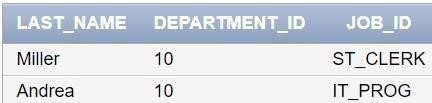 LAST_NAME DEPARTMENT_ID JOB_ID
Miller 10 ST_CLERK
Andrea 10 IT_PROG